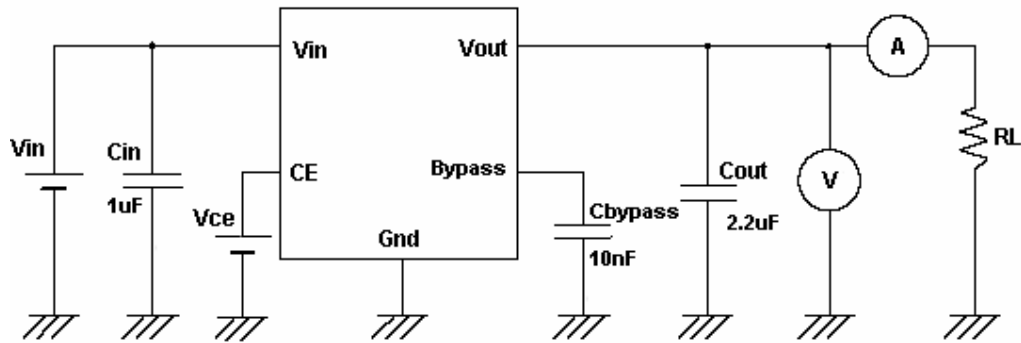 Vin
Vout
A
Vin
Cin
1uF
CE
Vce
Bypass
Cbypass
10nF
Gnd
Cout
2.2uF
V
RL